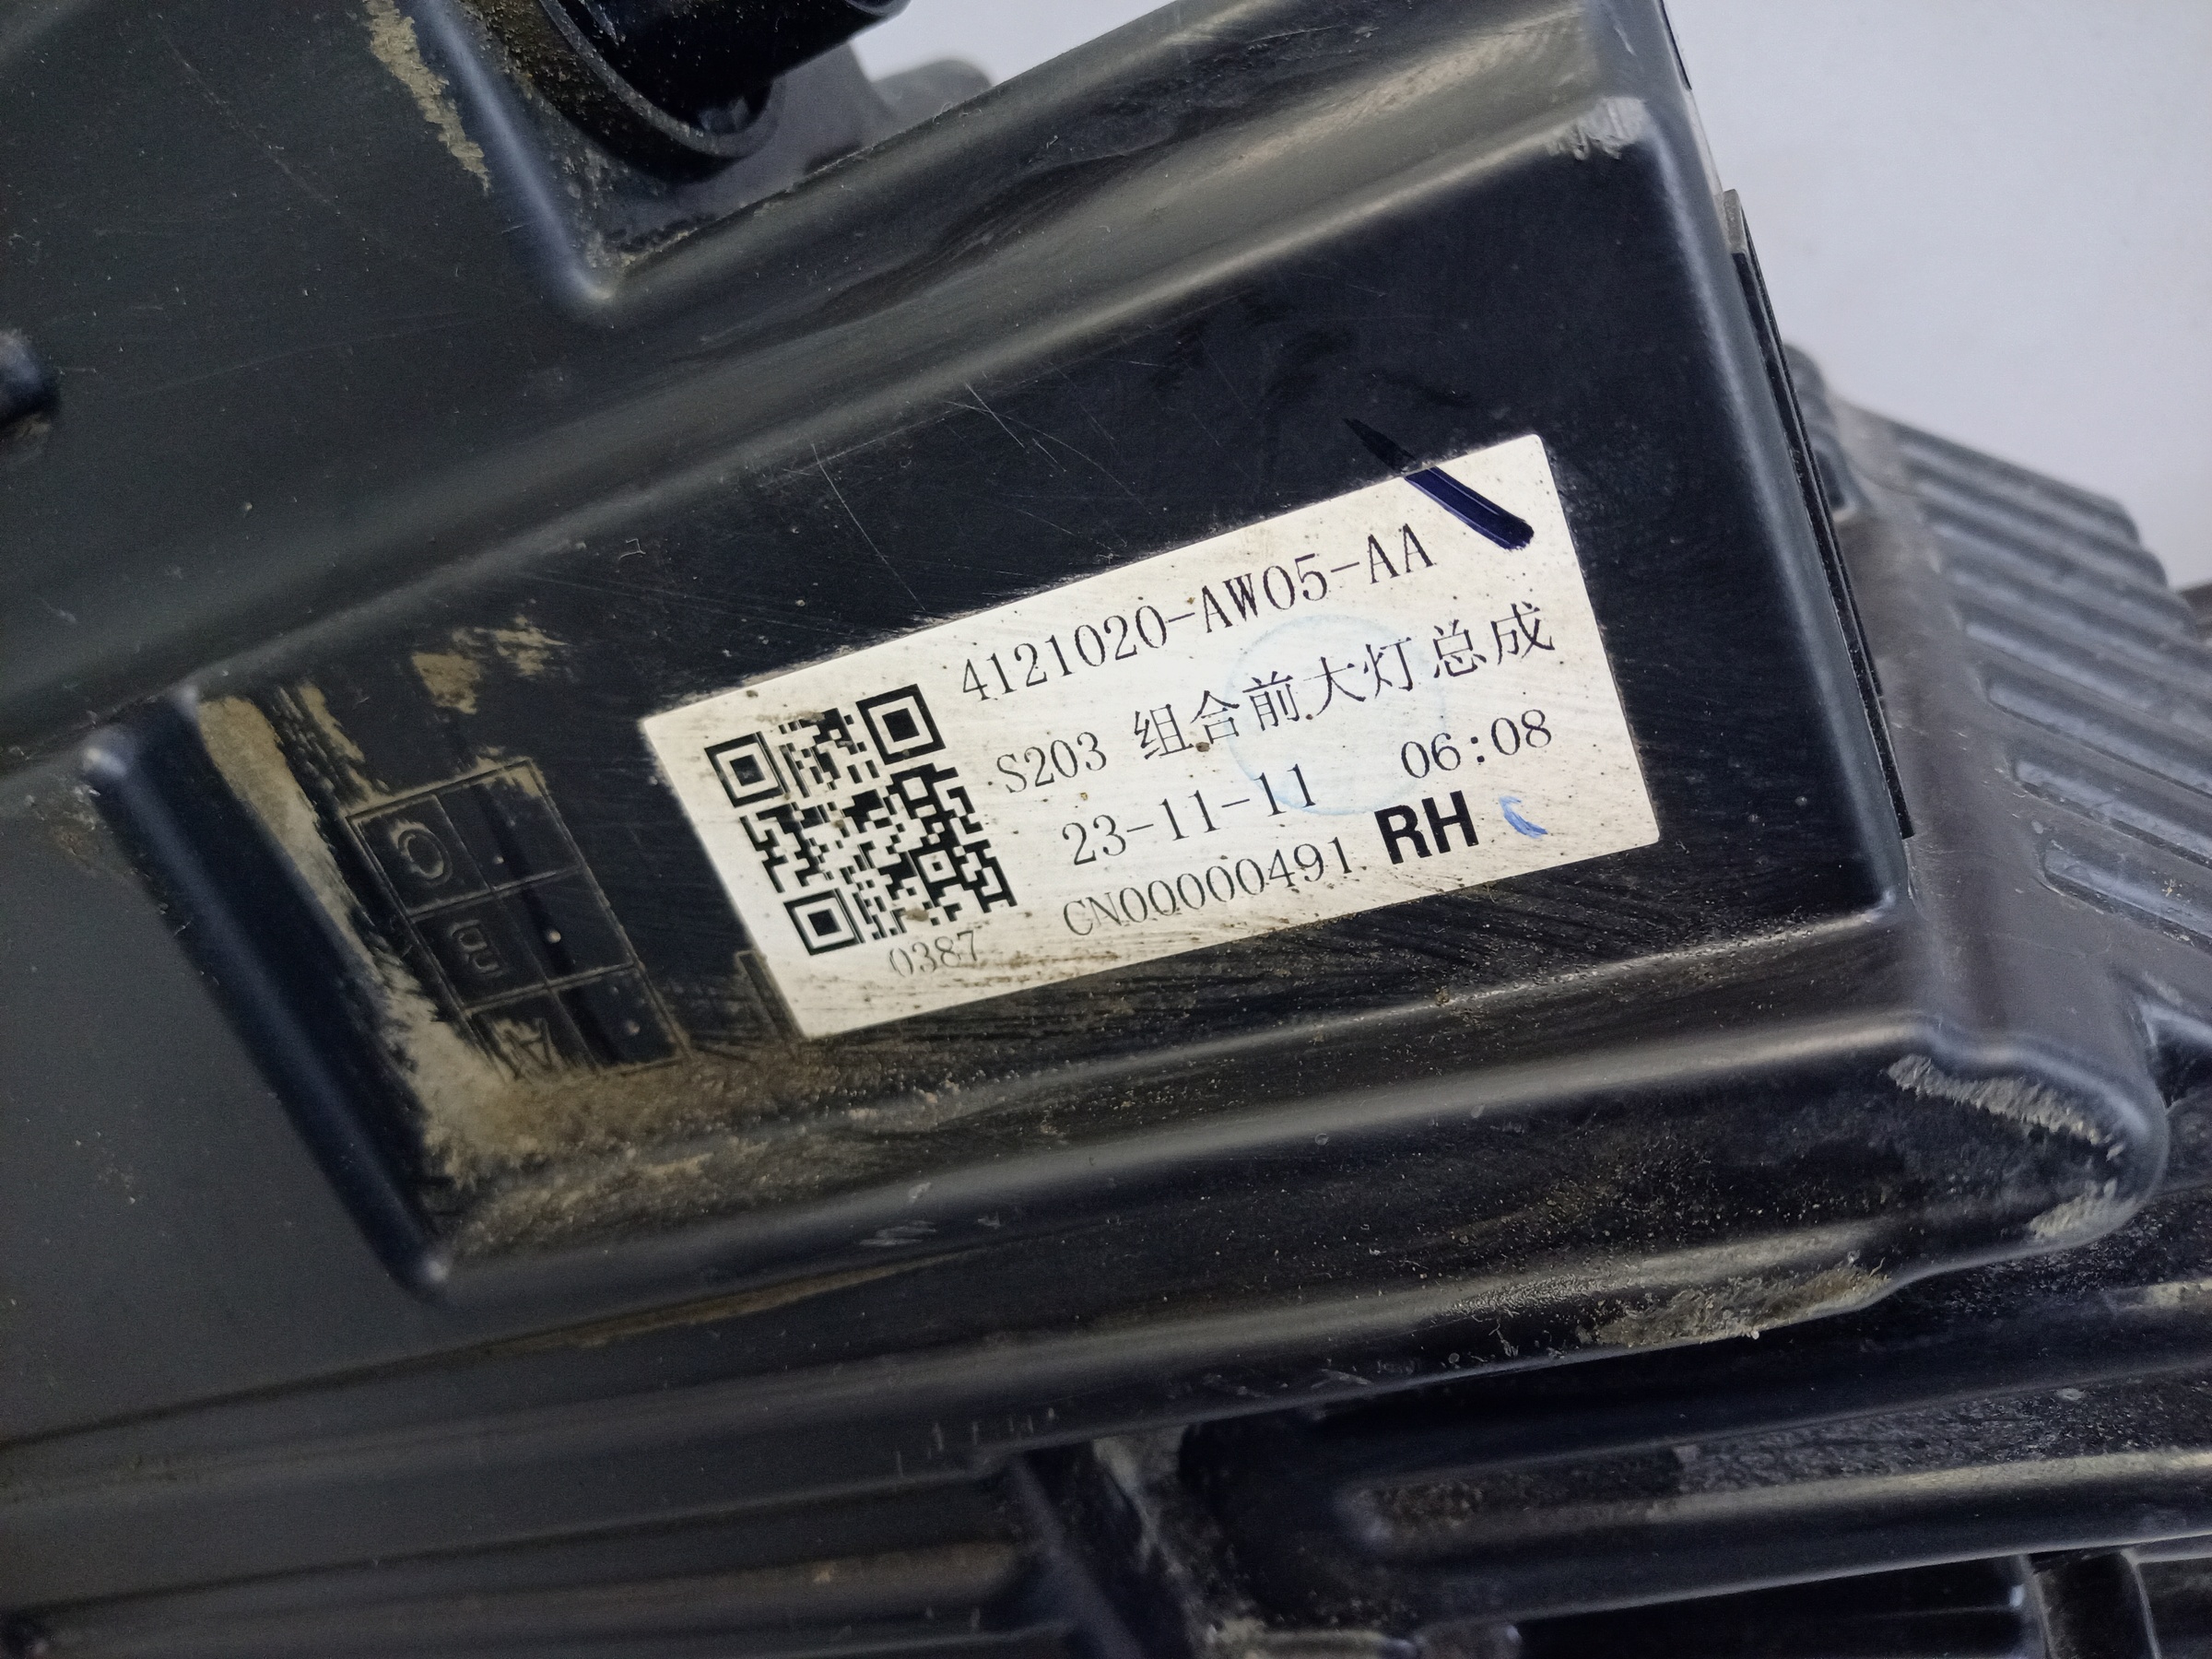 4121020-AW05-AA
S203 组合前大灯总成
23-11-11 06:08
CN00000491 RH
0387
C
B
A